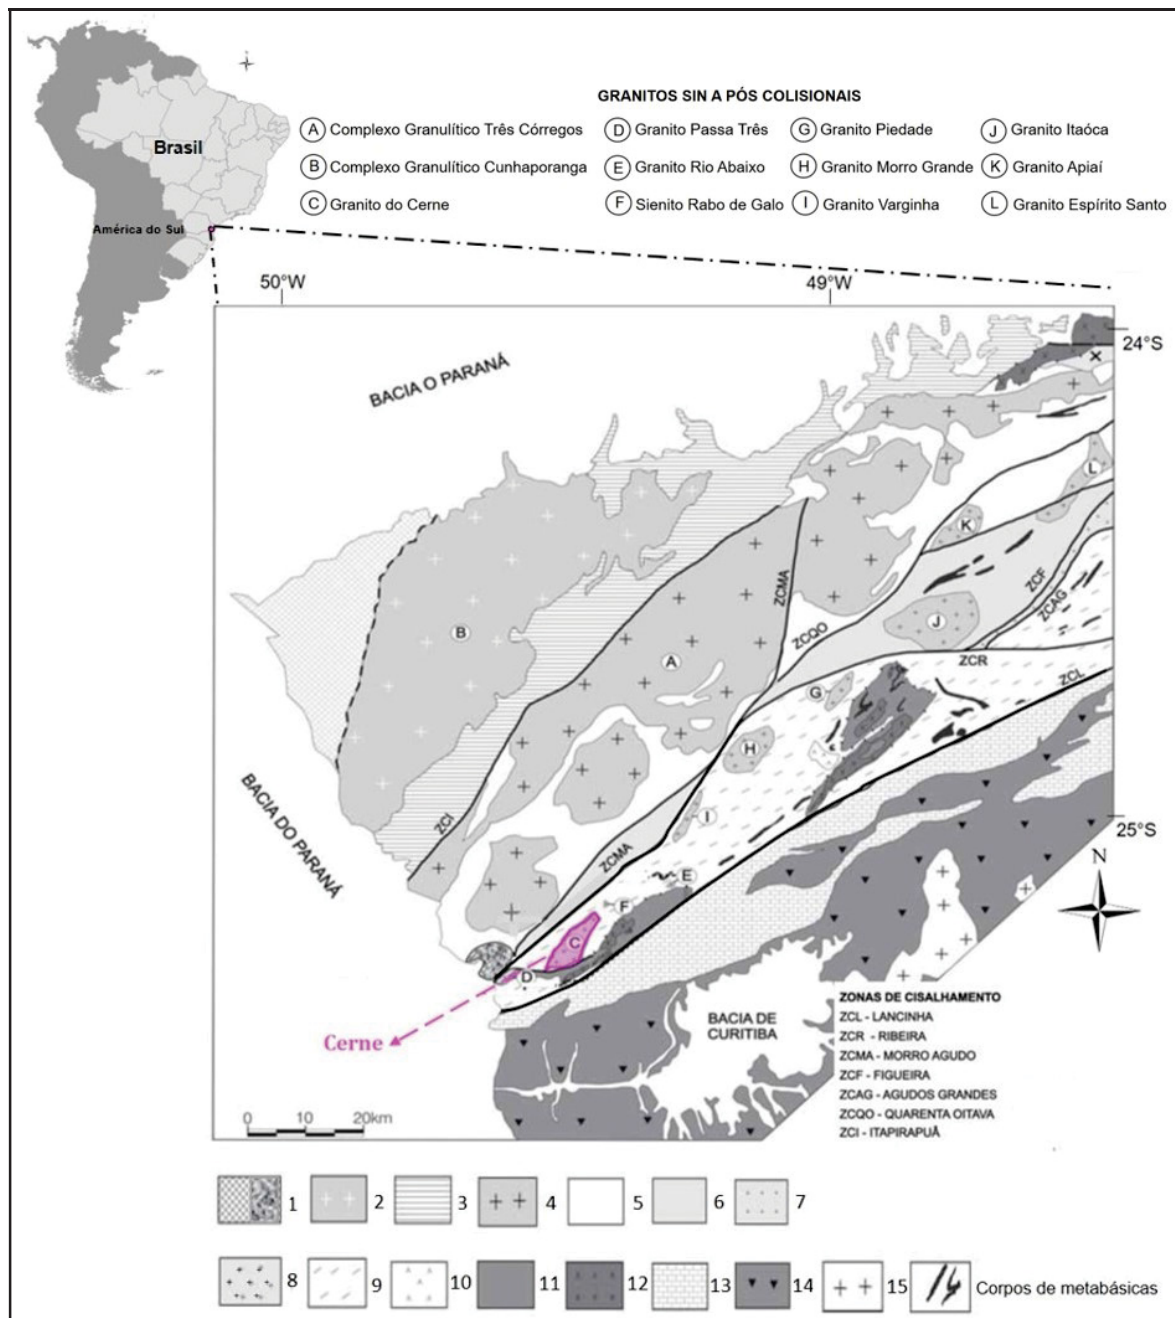 GRANITOS SIN A PÓS COLISIONAIS
A Complexo Granulítico Três Córregos
D Granito Passa Três
G Granito Piedade
J Granito Itaóca
B Complexo Granulítico Cunhaporanga
E Granito Rio Abaixo
H Granito Morro Grande
K Granito Apiaí
C Granito do Cerne
F Sienito Rabo de Galo
I Granito Varginha
L Granito Espírito Santo
Brasil
América do Sul
50°W
49°W
24°S
BACIA O PARANÁ
L
K
ZCMA
ZCF
ZCAG
B
ZCQO
J
A
ZCR
ZCL
G
H
BACIA DO PARANÁ
ZCI
I
25°S
ZCMA
N
E
F
C
D
Cerne
BACIA DE
CURITIBA
ZONAS DE CISALHAMENTO
ZCL - LANCINHA
ZCR - RIBEIRA
ZCMA - MORRO AGUDO
ZCF - FIGUEIRA
ZCAG - AGUDOS GRANDES
ZCQO - QUARENTA OITAVA
ZCI - ITAPIRAPUÃ
0 10 20km
1 2 3 4 5 6 7
8 9 10 11 12 13 14 15 Corpos de metabásicas